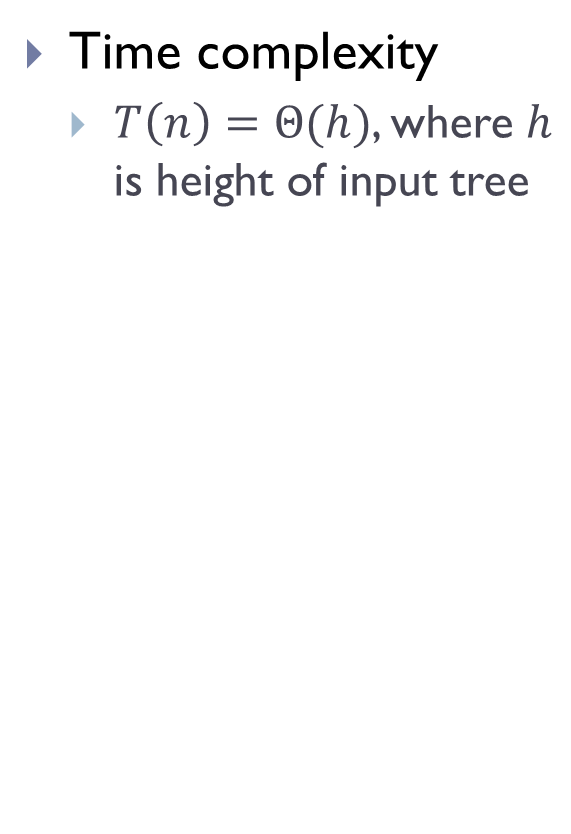 Time complexity
T(n) = Θ(h), where h
is height of input tree